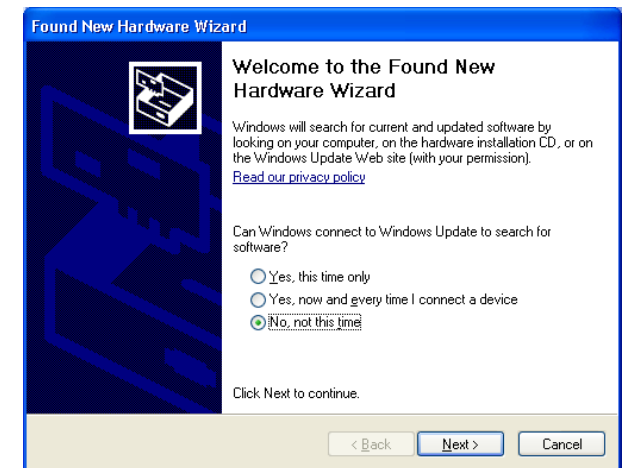 Found New Hardware Wizard
Welcome to the Found New
Hardware Wizard
Windows will search for current and updated software by
looking on your computer, on the hardware installation CD, or on
the Windows Update Web site (with your permission).
Read our privacy policy
Can Windows connect to Windows Update to search for
software?
Yes, this time only
Yes, now and every time I connect a device
No, not this time
Click Next to continue.
< Back Next > Cancel